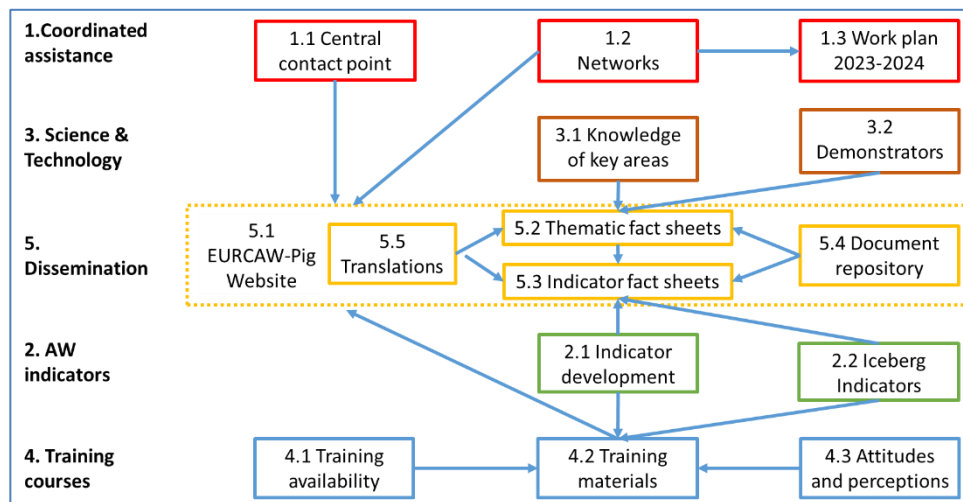 1.Coordinated
assistance
1.1 Central
contact point
1.2
Networks
1.3 Work plan
2023-2024
3. Science &
Technology
3.1 Knowledge
of key areas
3.2
Demonstrators
5.
Dissemination
5.1
EURCAW-Pig
Website
5.5
Translations
5.2 Thematic fact sheets
5.3 Indicator fact sheets
5.4 Document
repository
2. AW
indicators
2.1 Indicator
development
2.2 Iceberg
Indicators
4. Training
courses
4.1 Training
availability
4.2 Training
materials
4.3 Attitudes
and perceptions